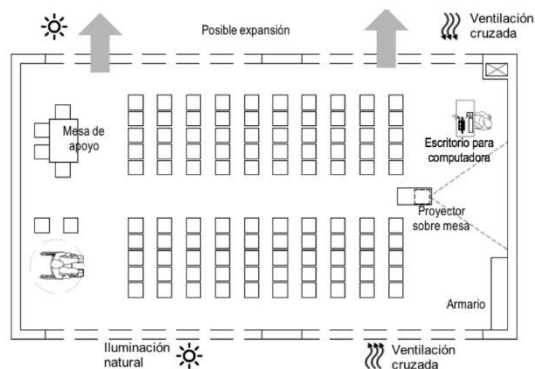 Posible expansión
Ventilación
cruzada
Mesa de
apoyo
Escritorio para
computadora
Proyector
sobre mesa
Armario
Iluminación
natural
Ventilación
cruzada